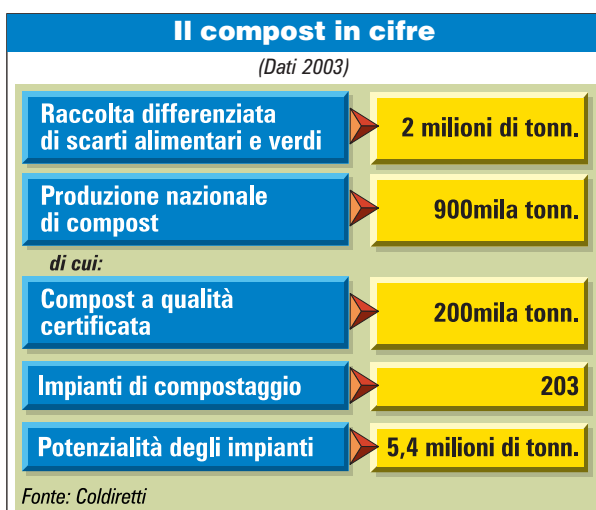 Il compost in cifre
(Dati 2003)
Raccolta differenziata
di scarti alimentari e verdi
2 milioni di tonn.
Produzione nazionale
di compost
900mila tonn.
di cui:
Compost a qualità
certificata
200mila tonn.
Impianti di compostaggio
203
Potenzialità degli impianti
5,4 milioni di tonn.
Fonte: Coldiretti